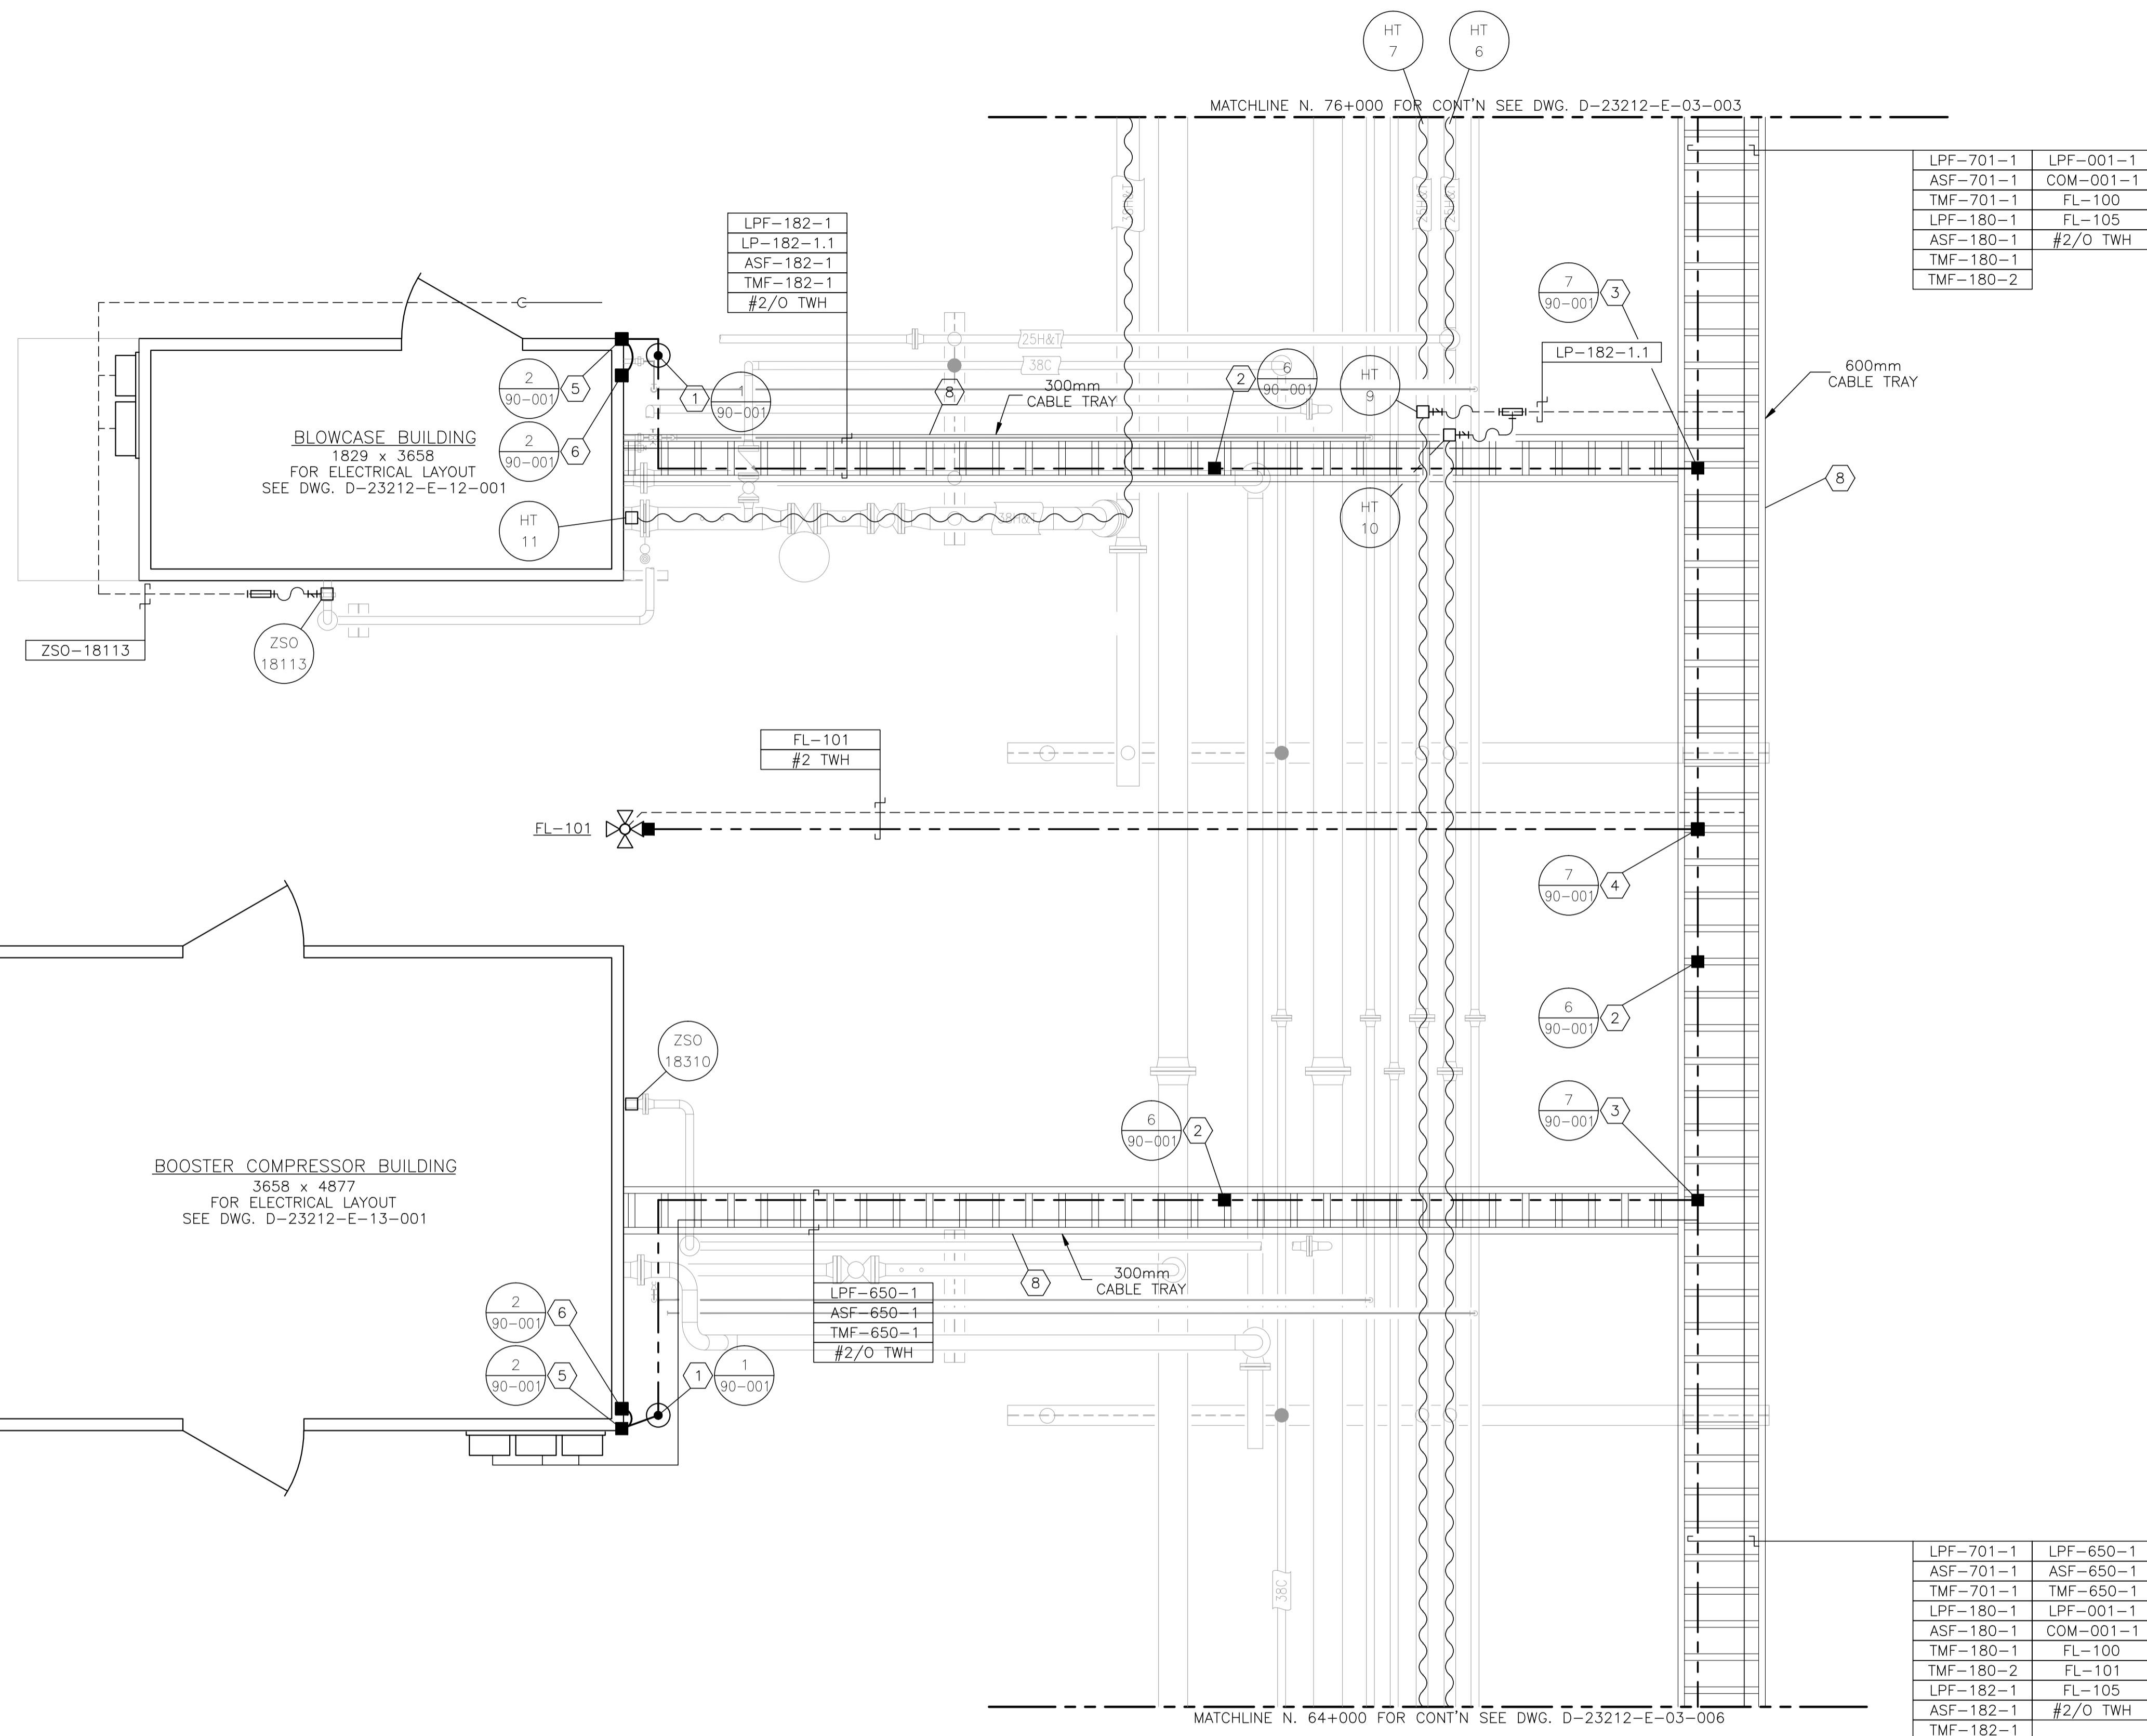 HT
7
HT
6
MATCHLINE N. 76+000 FOR CONT'N SEE DWG. D-23212-E-03-003
LPF-701-1 LPF-001-1
ASF-701-1 COM-001-1
TMF-701-1 FL-100
LPF-180-1 FL-105
ASF-180-1 #2/0 TWH
TMF-180-1
TMF-180-2
38H&T
25H&T
25H&T
LPF-182-1
LP-182-1.1
ASF-182-1
TMF-182-1
#2/0 TWH
7
90-001
3
LP-182-1.1
600mm
CABLE TRAY
25H&T
38C
2
90-001
5
1
1
90-001
8
300mm
CABLE TRAY
2
6
90-001
HT
9
BLOWCASE BUILDING
1829 x 3658
FOR ELECTRICAL LAYOUT
SEE DWG. D-23212-E-12-001
2
90-001
6
8
HT
11
38H&T
HT
10
ZSO-18113
ZSO
18113
FL-101
#2 TWH
FL-101
7
90-001
4
6
90-001
2
ZSO
18310
7
90-001
3
6
90-001
2
BOOSTER COMPRESSOR BUILDING
3658 x 4877
FOR ELECTRICAL LAYOUT
SEE DWG. D-23212-E-13-001
8
300mm
CABLE TRAY
LPF-650-1
ASF-650-1
TMF-650-1
#2/0 TWH
2
90-001
6
2
90-001
5
1
1
90-001
38C
LPF-701-1 LPF-650-1
ASF-701-1 ASF-650-1
TMF-701-1 TMF-650-1
LPF-180-1 LPF-001-1
ASF-180-1 COM-001-1
TMF-180-1 FL-100
TMF-180-2 FL-101
LPF-182-1 FL-105
ASF-182-1 #2/0 TWH
TMF-182-1
MATCHLINE N. 64+000 FOR CONT'N SEE DWG. D-23212-E-03-006